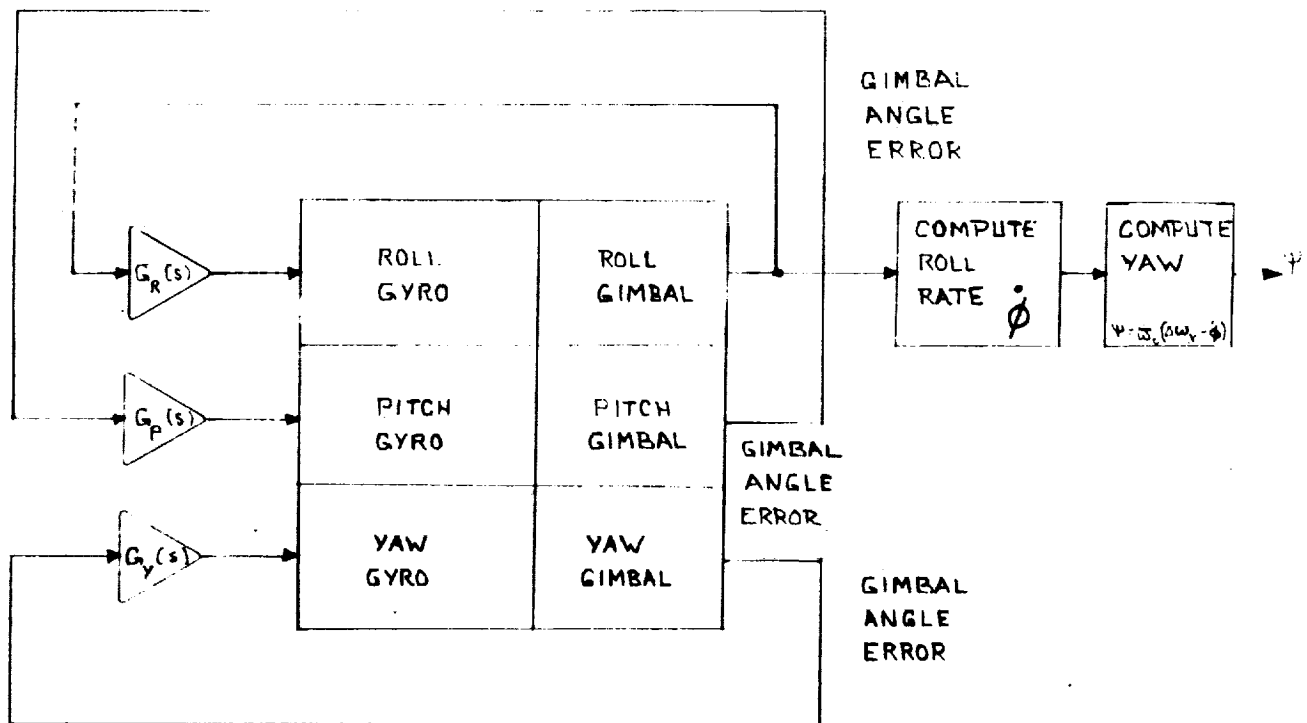 GIMBAL
ANGLE
ERROR
G_R(s)
ROLL
GYRO
ROLL
GIMBAL
COMPUTE
ROLL
RATE φ̇
COMPUTE
YAW
Ψ
G_P(s)
PITCH
GYRO
PITCH
GIMBAL
GIMBAL
ANGLE
ERROR
G_Y(s)
YAW
GYRO
YAW
GIMBAL
GIMBAL
ANGLE
ERROR